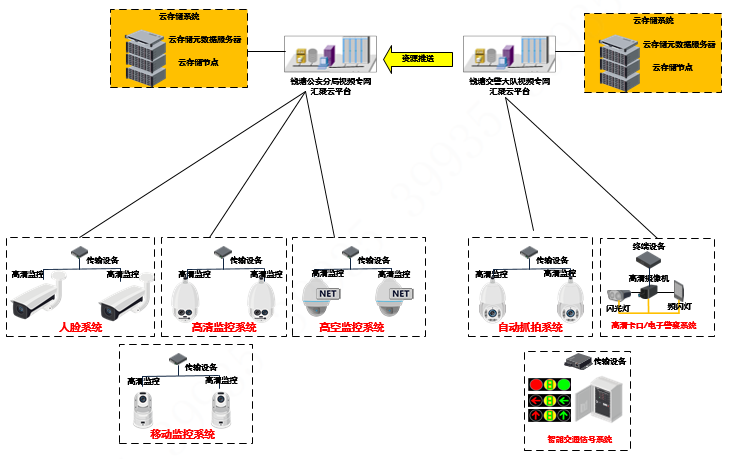 云存储系统
云存储元数据服务器
云存储节点
钱塘公安分局视频专网
汇聚云平台
资源推送
钱塘交警大队视频专网
汇聚云平台
云存储系统
云存储元数据服务器
云存储节点
传输设备
高清监控
高清监控
人脸系统
传输设备
高清监控
高清监控
高清监控系统
传输设备
高清监控
高清监控
NET
NET
高空监控系统
传输设备
高清监控
高清监控
自动抓拍系统
终端设备
高清摄像机
闪光灯
频闪灯
高清卡口/电子警察系统
传输设备
高清监控
高清监控
移动监控系统
传输设备
智能交通信号系统